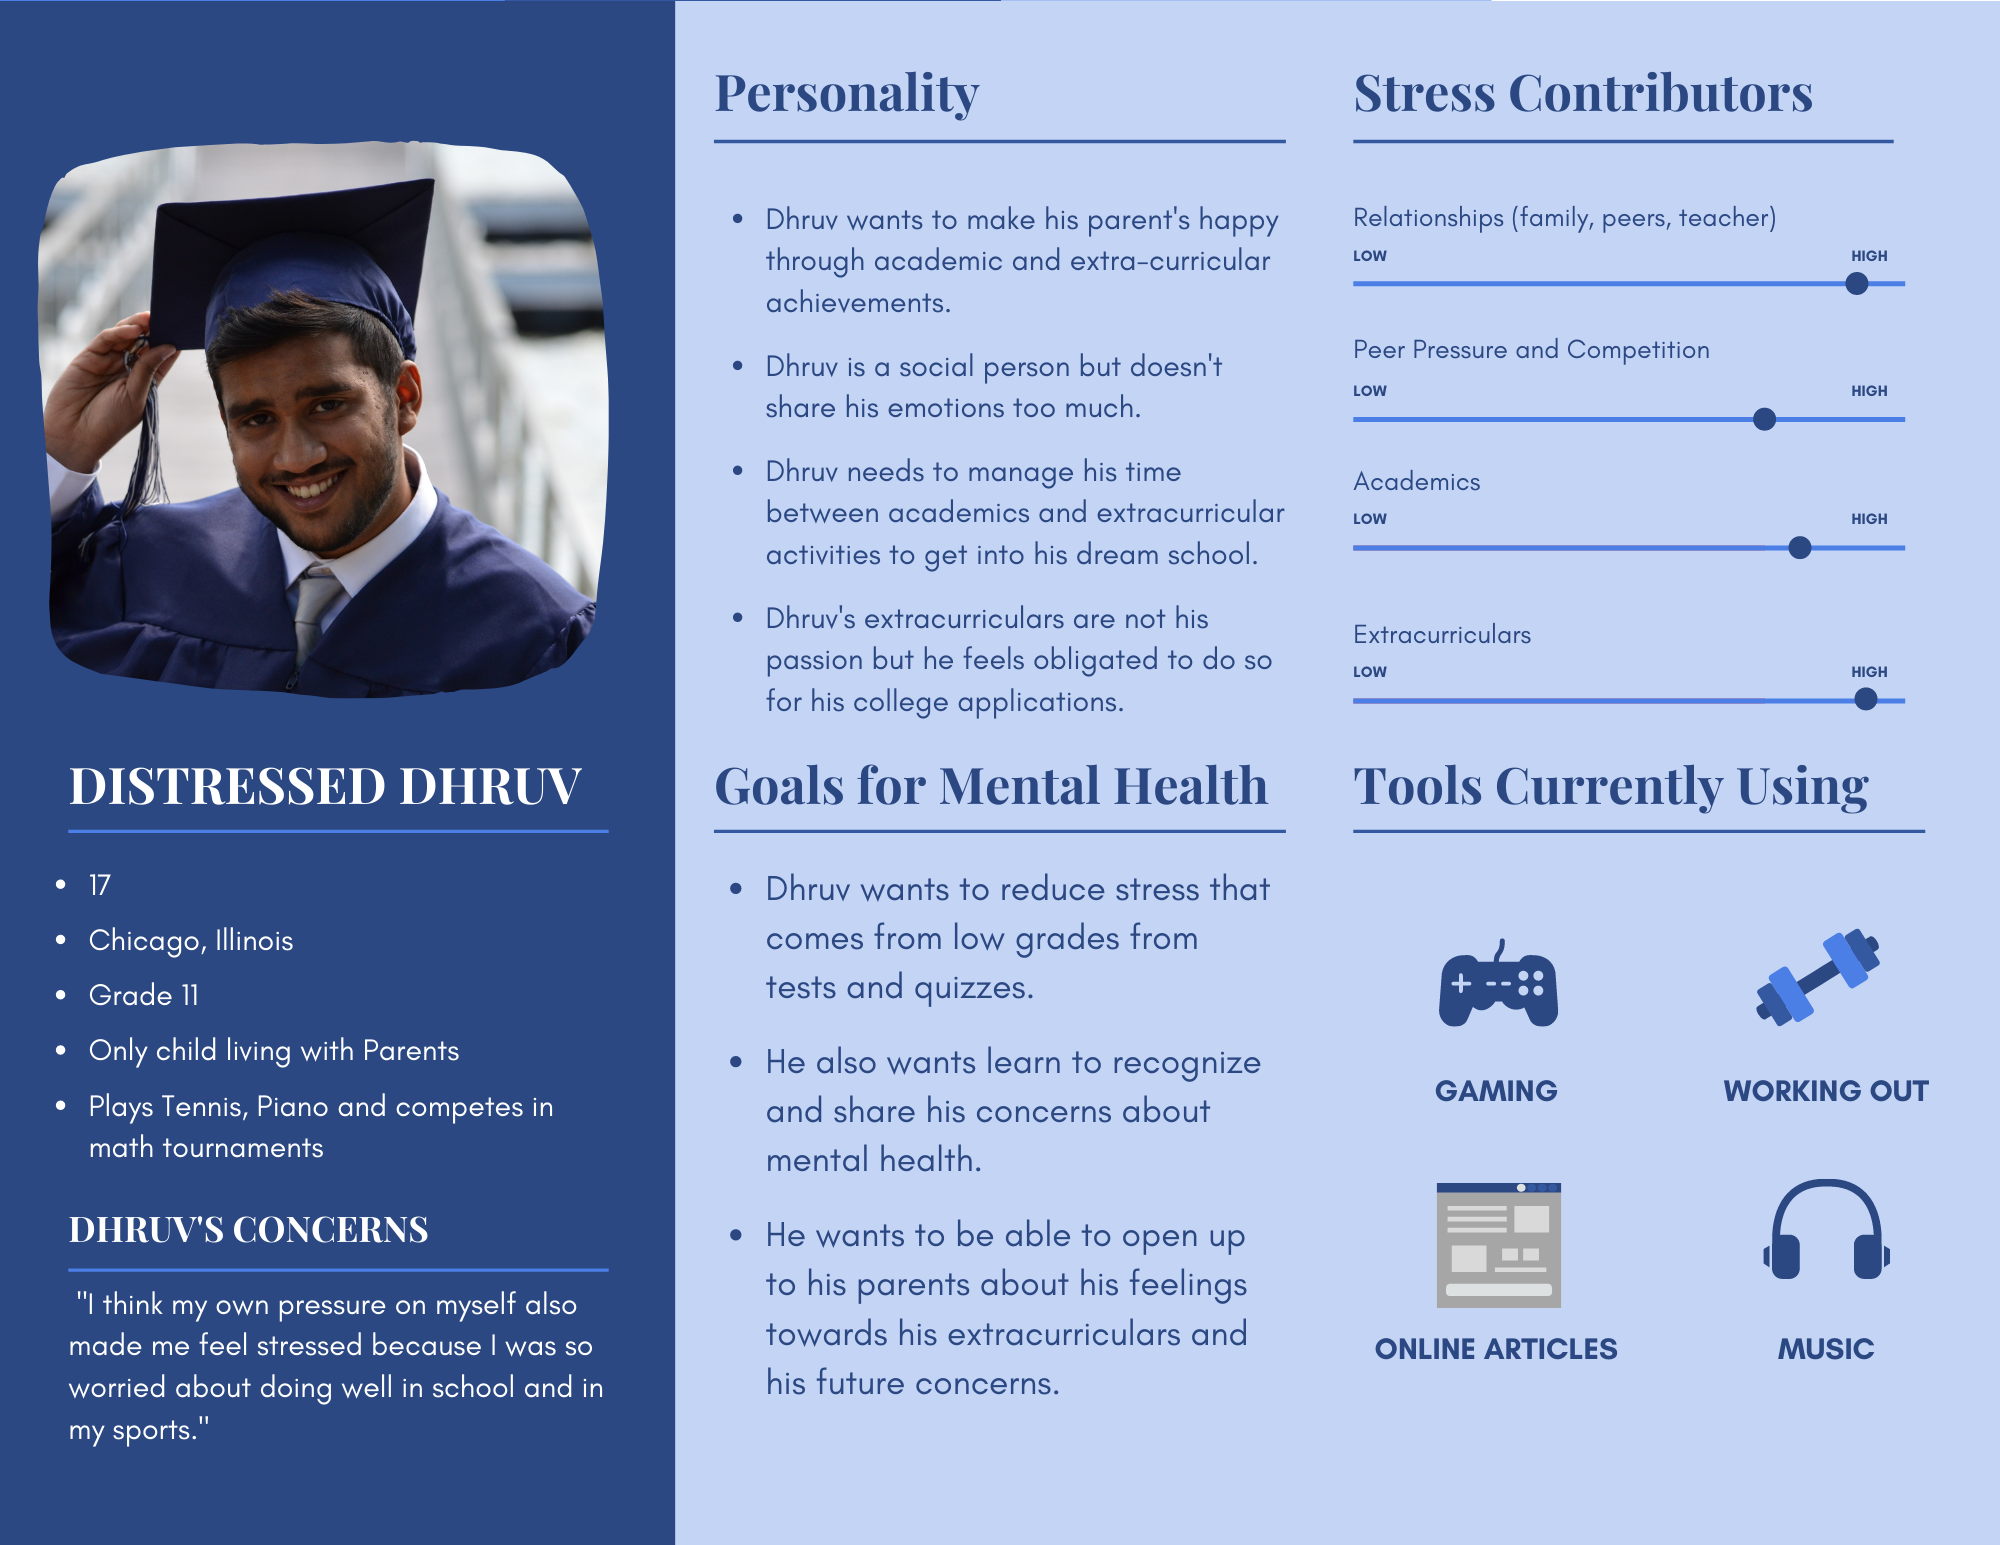 DISTRESSED DHRUV
• 17
• Chicago, Illinois
• Grade 11
• Only child living with Parents
• Plays Tennis, Piano and competes in
math tournaments
DHRUV'S CONCERNS
"I think my own pressure on myself also
made me feel stressed because I was so
worried about doing well in school and in
my sports."
Personality
• Dhruv wants to make his parent's happy
through academic and extra-curricular
achievements.
• Dhruv is a social person but doesn't
share his emotions too much.
• Dhruv needs to manage his time
between academics and extracurricular
activities to get into his dream school.
• Dhruv's extracurriculars are not his
passion but he feels obligated to do so
for his college applications.
Goals for Mental Health
• Dhruv wants to reduce stress that
comes from low grades from
tests and quizzes.
• He also wants learn to recognize
and share his concerns about
mental health.
• He wants to be able to open up
to his parents about his feelings
towards his extracurriculars and
his future concerns.
Stress Contributors
Relationships (family, peers, teacher)
LOW HIGH
Peer Pressure and Competition
LOW HIGH
Academics
LOW HIGH
Extracurriculars
LOW HIGH
Tools Currently Using
GAMING
WORKING OUT
ONLINE ARTICLES
MUSIC